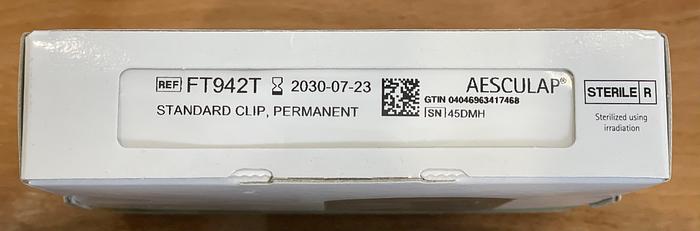 REF FT942T 2030-07-23
STANDARD CLIP, PERMANENT
AESCULAP®
GTIN 04046963417468
SN 45DMH
STERILE R
Sterilized using
irradiation